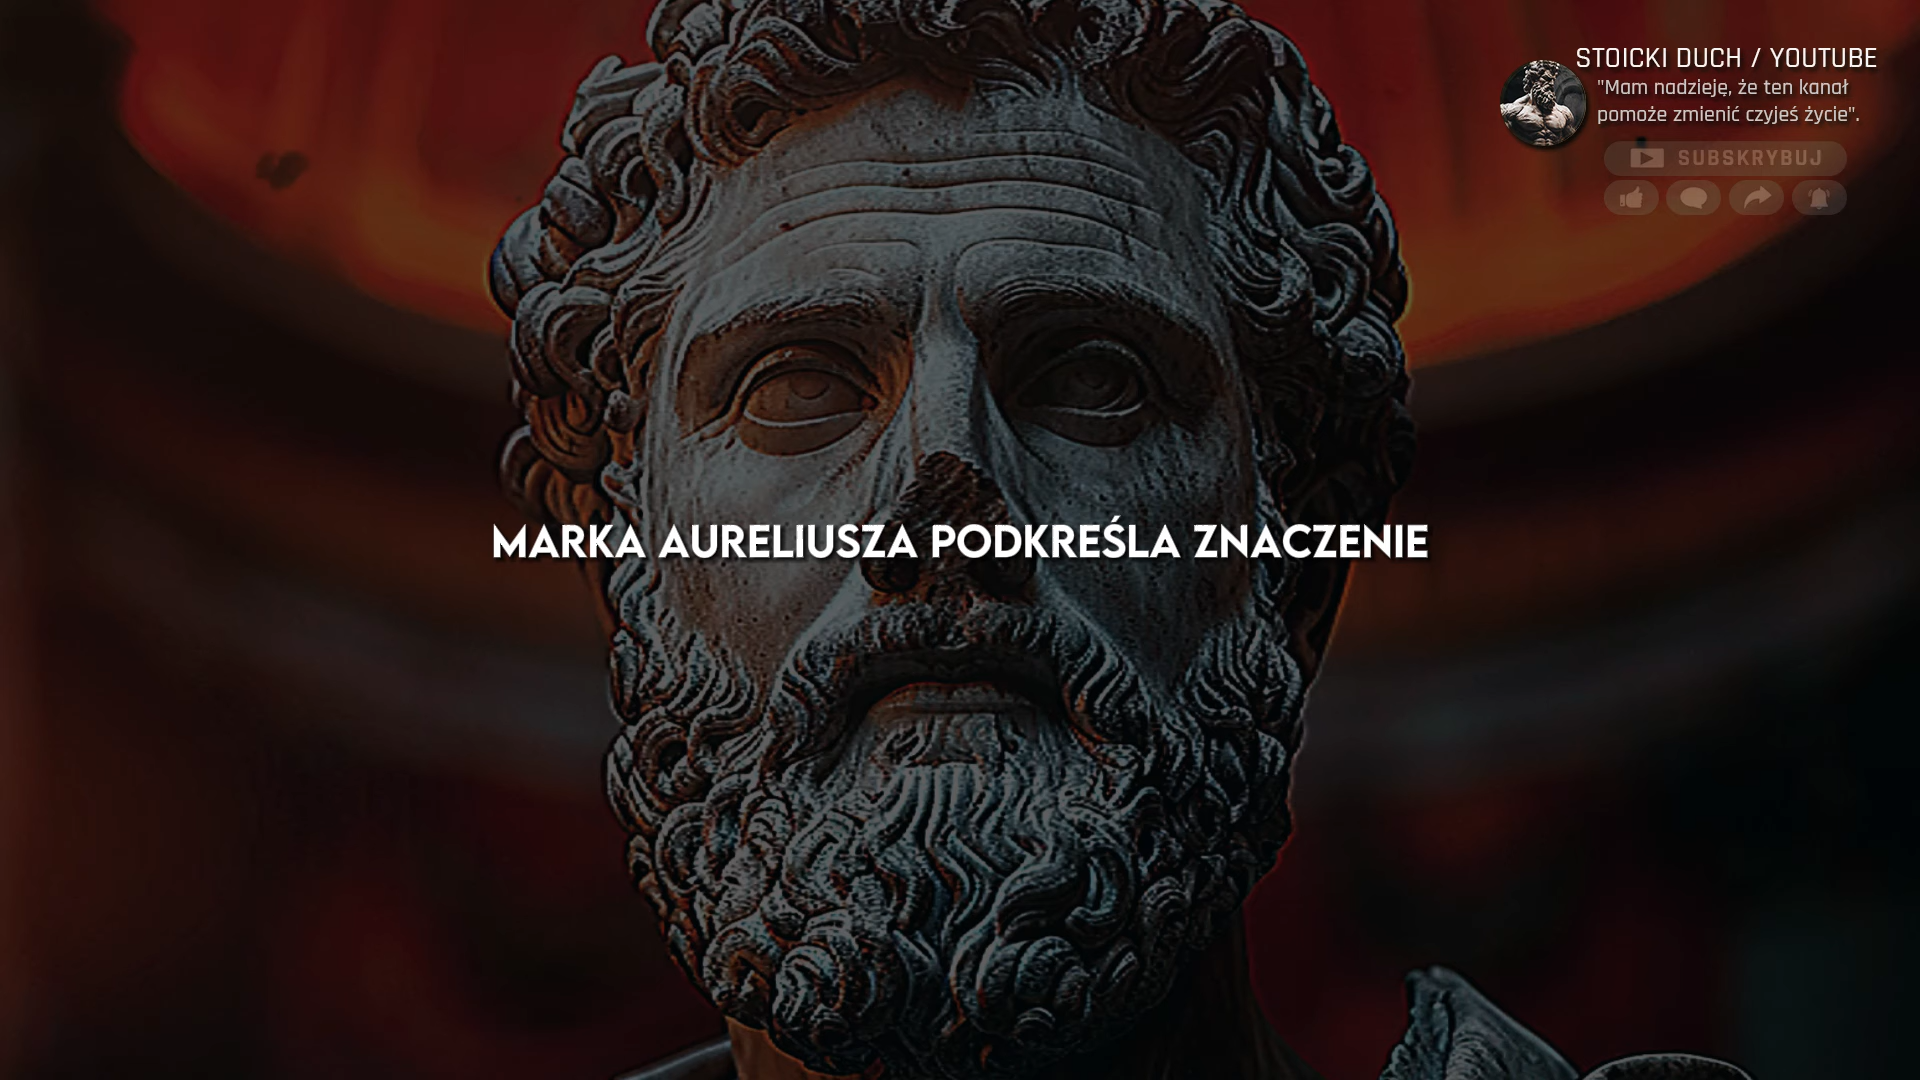 STOICKI DUCH / YOUTUBE
"Mam nadzieję, że ten kanał
pomoże zmienić czyjeś życie".
SUBSKRYBUJ
MARKA AURELIUSZA PODKREŚLA ZNACZENIE